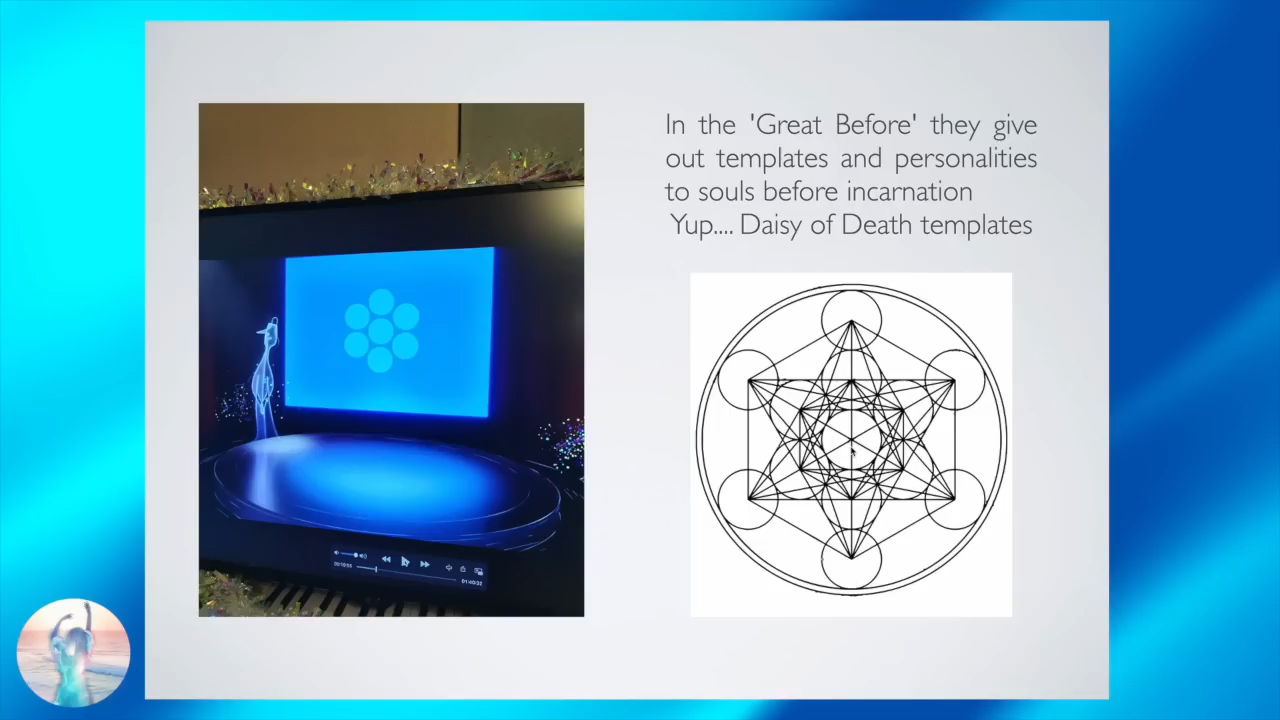 In the 'Great Before' they give
out templates and personalities
to souls before incarnation
Yup.... Daisy of Death templates